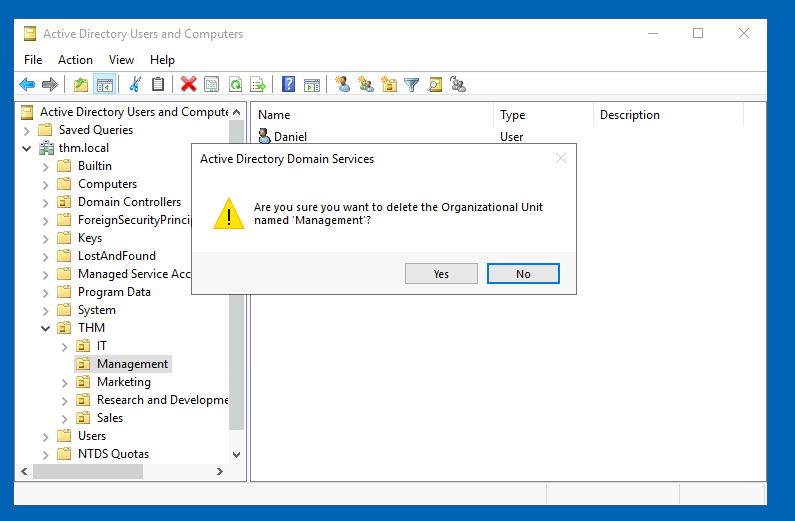 Active Directory Users and Computers
File Action View Help
Active Directory Users and Compute
Saved Queries
thm.local
Builtin
Computers
Domain Controllers
ForeignSecurityPrincip
Keys
LostAndFound
Managed Service Acc
Program Data
System
THM
IT
Management
Marketing
Research and Developme
Sales
Users
NTDS Quotas
Name Type Description
Daniel User
Active Directory Domain Services
Are you sure you want to delete the Organizational Unit
named 'Management'?
Yes No